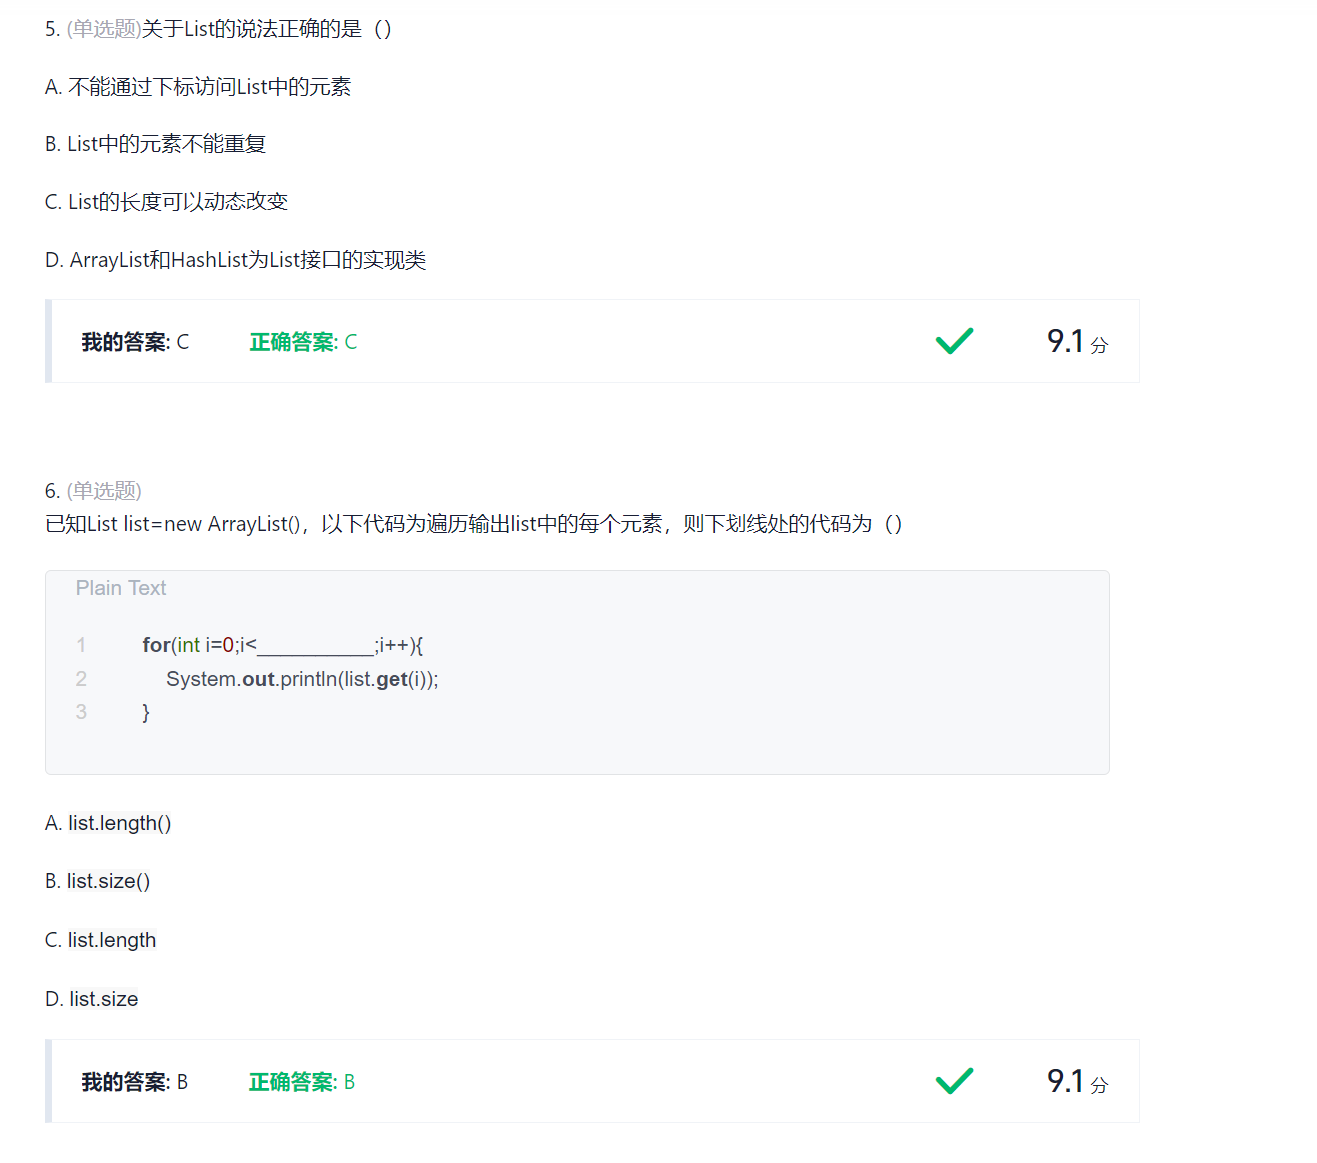 5. (单选题)关于List的说法正确的是（）
A. 不能通过下标访问List中的元素
B. List中的元素不能重复
C. List的长度可以动态改变
D. ArrayList和HashList为List接口的实现类
我的答案: C 正确答案: C 9.1 分
6. (单选题)
已知List list=new ArrayList()，以下代码为遍历输出list中的每个元素，则下划线处的代码为（）
Plain Text
1 for(int i=0;i<___________;i++){
2 System.out.println(list.get(i));
3 }
A. list.length()
B. list.size()
C. list.length
D. list.size
我的答案: B 正确答案: B 9.1 分